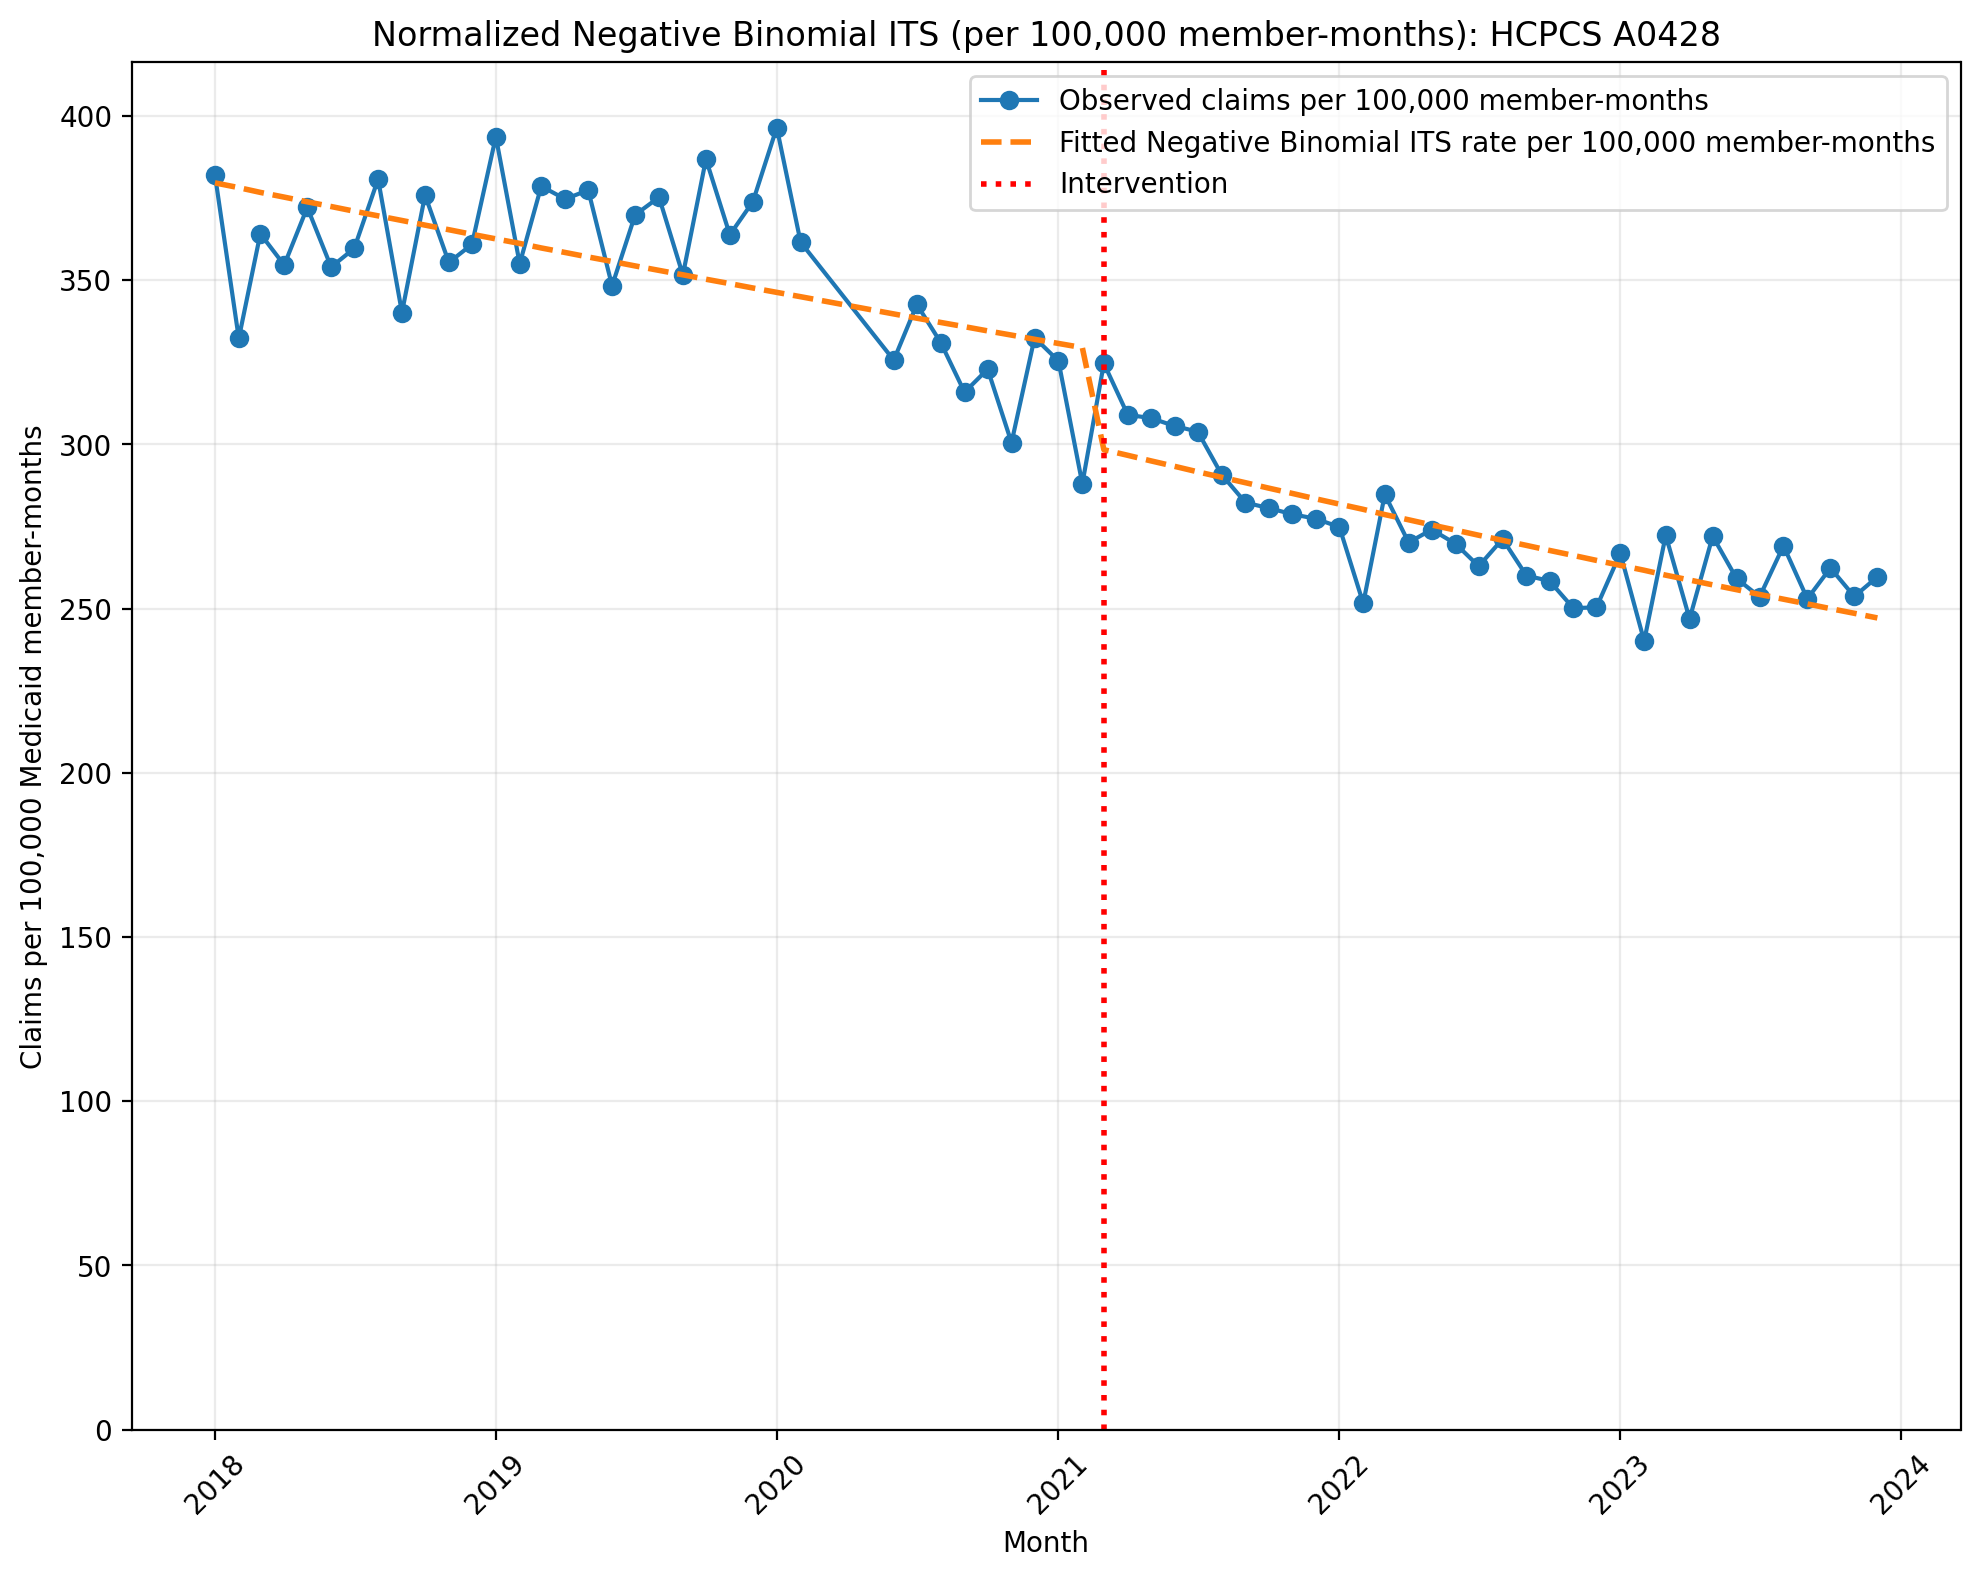 Normalized Negative Binomial ITS (per 100,000 member-months): HCPCS A0428
Observed claims per 100,000 member-months
Fitted Negative Binomial ITS rate per 100,000 member-months
Intervention
Claims per 100,000 Medicaid member-months
400
350
300
250
200
150
100
50
0
2018
2019
2020
2021
2022
2023
2024
Month